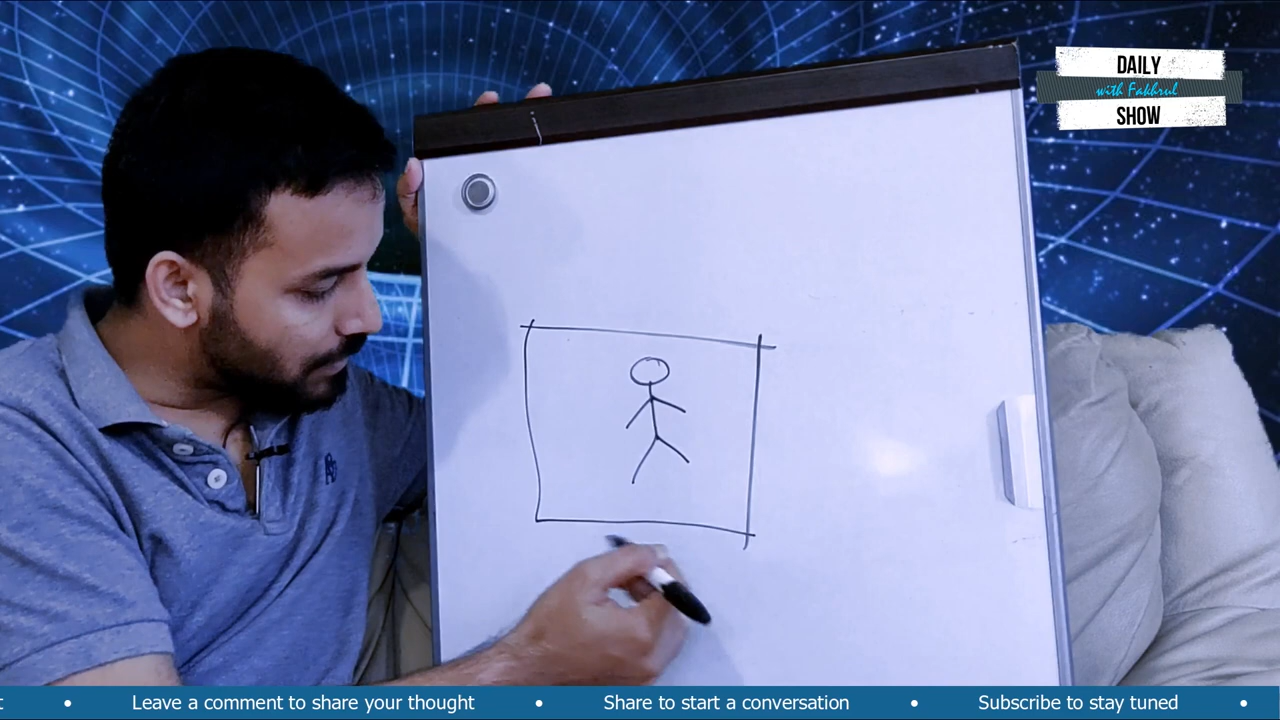 DAILY
with Fakhrul
SHOW
t • Leave a comment to share your thought • Share to start a conversation • Subscribe to stay tuned •